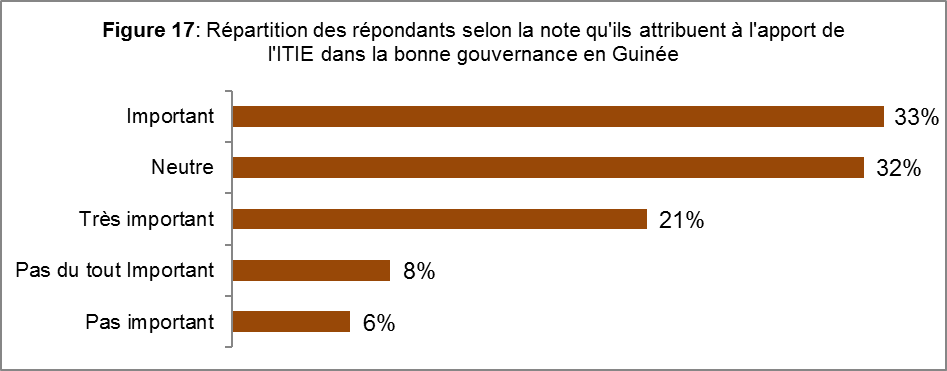 Figure 17: Répartition des répondants selon la note qu'ils attribuent à l'apport de
l'ITIE dans la bonne gouvernance en Guinée
Important 33%
Neutre 32%
Très important 21%
Pas du tout Important 8%
Pas important 6%